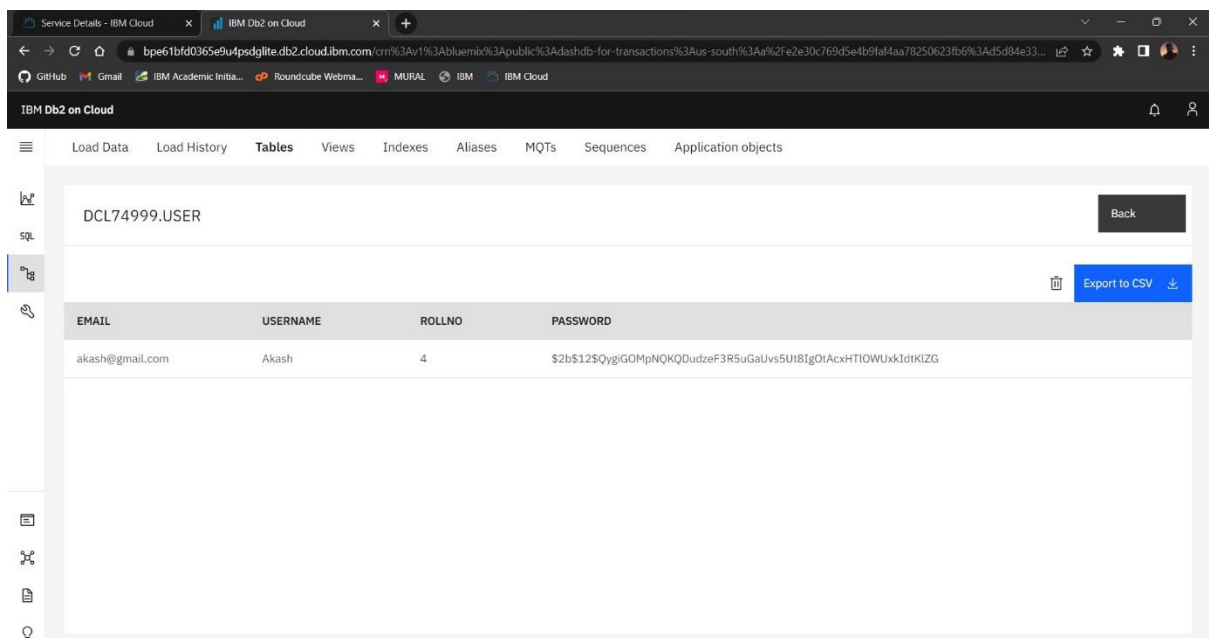 Service Details - IBM Cloud
IBM Db2 on Cloud
bpe61bfd0365e9u4psdglite.db2.cloud.ibm.com/crn%3Av1%3Abluemix%3Apublic%3Adashdb-for-transactions%3Aus-south%3Aa%2Fe2e30c769d5e4b9faf4aa78250623fb6%3Ad5d84e33...
GitHub Gmail IBM Academic Initia... Roundcube Webma... MURAL IBM IBM Cloud
IBM Db2 on Cloud
Load Data Load History Tables Views Indexes Aliases MQTs Sequences Application objects
DCL74999.USER
Back
SQL
Export to CSV
EMAIL USERNAME ROLLNO PASSWORD
akash@gmail.com Akash 4 $2b$12$QygiGOMpNQKQDudzeF3R5uGaUvs5Ut8IgOtAcxHTlOWUxkIdtKlZG